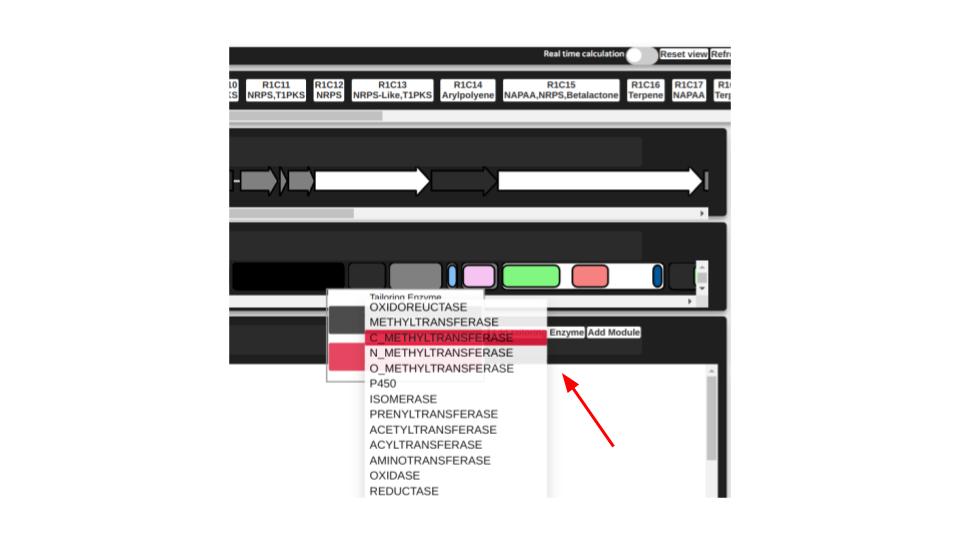 Real time calculation Reset view Refr
10 R1C11 R1C12 R1C13 R1C14 R1C15 R1C16 R1C17
KS NRPS,T1PKS NRPS NRPS-Like,T1PKS Arylpolyene NAPAA,NRPS,Betalactone Terpene NAPAA Terp
Tailoring Enzyme
OXIDOREUCTASE
METHYLTRANSFERASE
C_METHYLTRANSFERASE
Enzyme Add Module
N_METHYLTRANSFERASE
O_METHYLTRANSFERASE
P450
ISOMERASE
PRENYLTRANSFERASE
ACETYLTRANSFERASE
ACYLTRANSFERASE
AMINOTRANSFERASE
OXIDASE
REDUCTASE